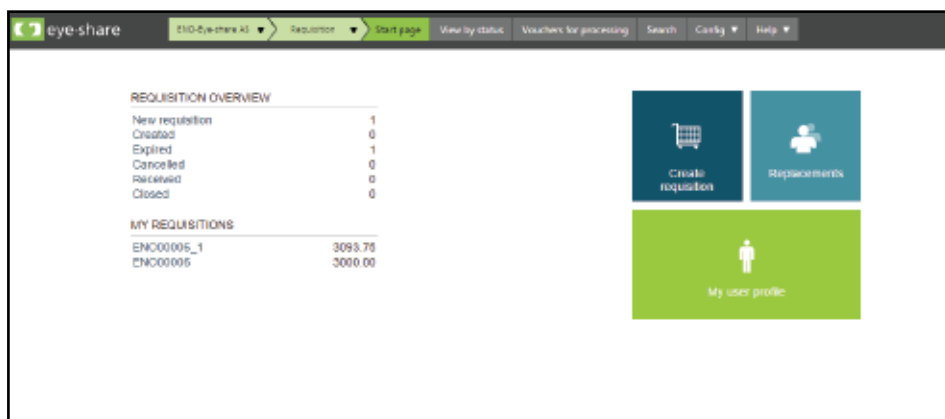 eye-share ENO-Eye-share AS Requisition Start page View by status Vouchers for processing Search Config Help
REQUISITION OVERVIEW
New requisition 1
Created 0
Expired 1
Cancelled 0
Received 0
Closed 0
MY REQUISITIONS
ENO00005_1 3093.75
ENO00005 3000.00
Create
requisition
Replacements
My user profile